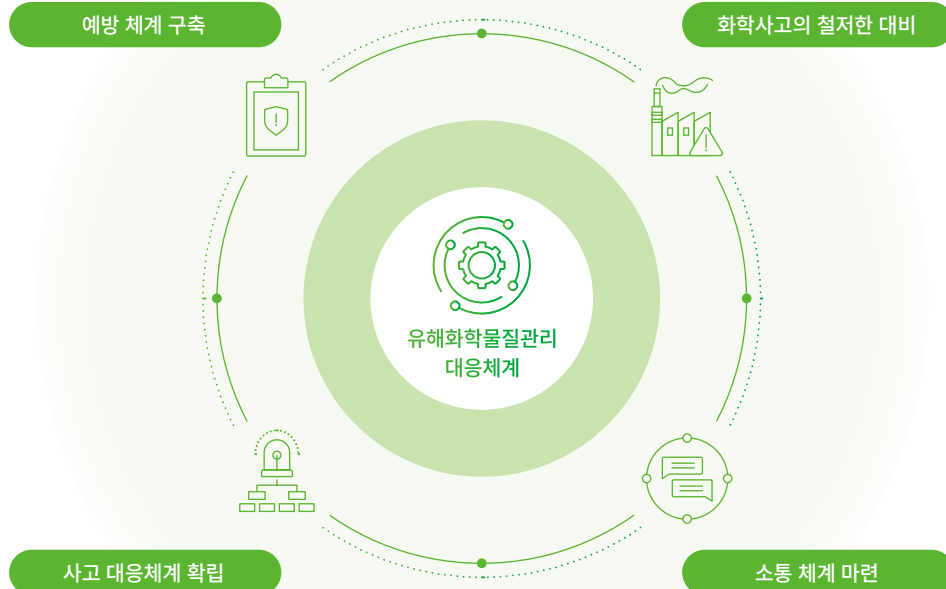 예방 체계 구축
화학사고의 철저한 대비
유해화학물질관리
대응체계
사고 대응체계 확립
소통 체계 마련